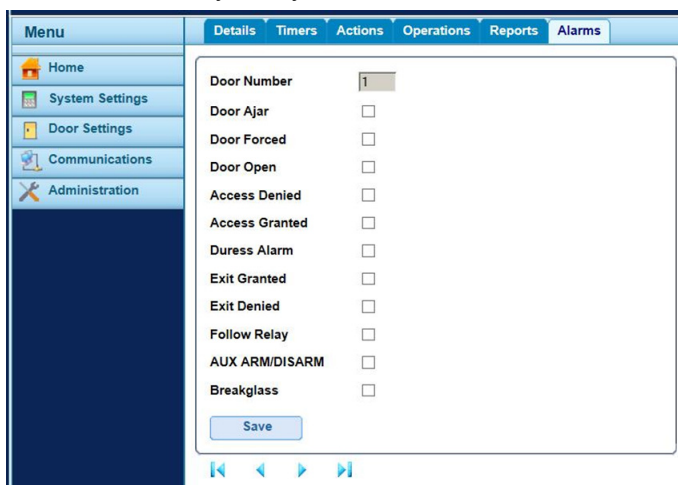 Menu
Details Timers Actions Operations Reports Alarms
Home
System Settings
Door Settings
Communications
Administration
Door Number 1
Door Ajar
Door Forced
Door Open
Access Denied
Access Granted
Duress Alarm
Exit Granted
Exit Denied
Follow Relay
AUX ARM/DISARM
Breakglass
Save